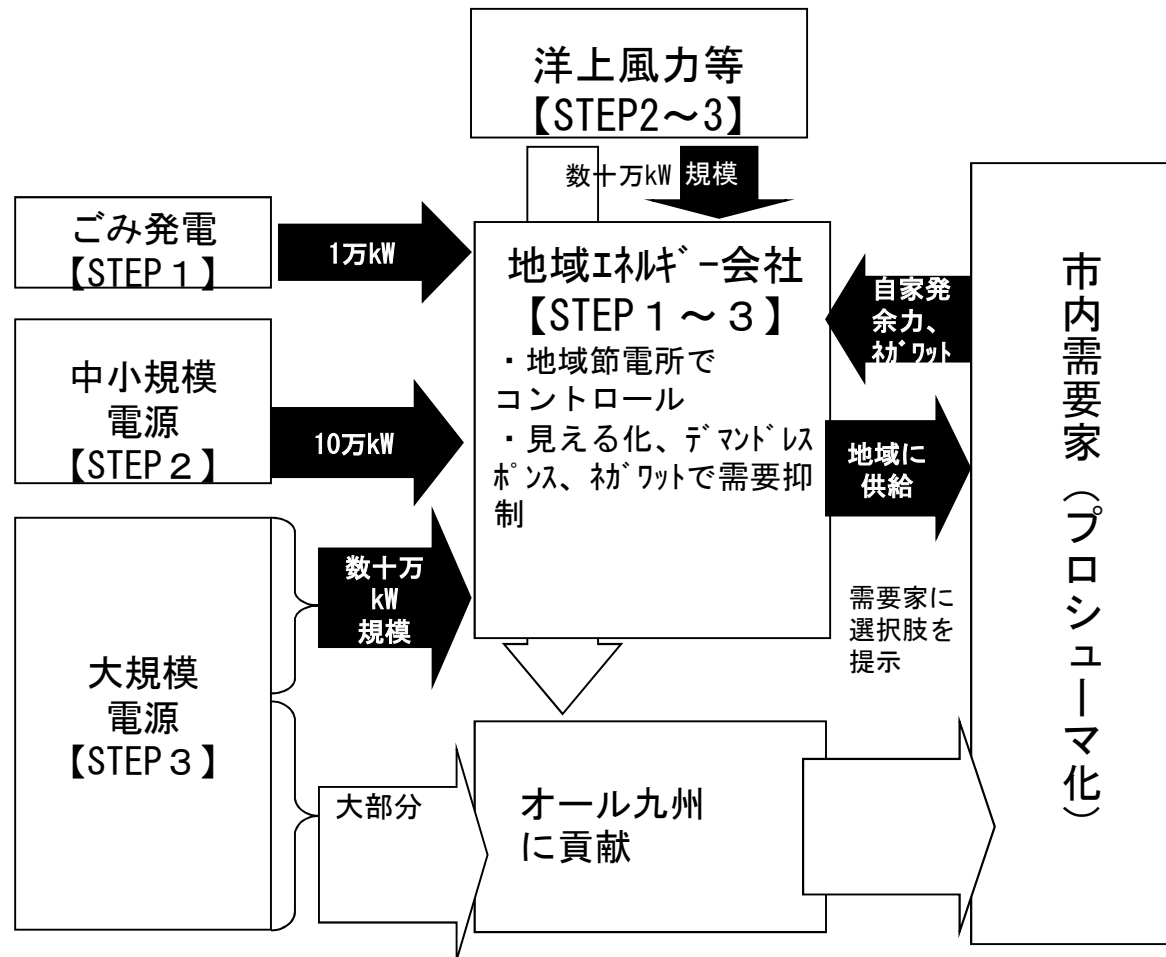 洋上風力等
【STEP2～3】
数十万kW 規模
ごみ発電
【STEP１】
1万kW
中小規模
電源
【STEP２】
10万kW
大規模
電源
【STEP３】
数十万
kW
規模
大部分
地域ｴﾈﾙｷﾞｰ会社
【STEP１～３】
・地域節電所で
コントロール
・見える化、ﾃﾞﾏﾝﾄﾞﾚｽ
ﾎﾟﾝｽ、ﾈｶﾞﾜｯﾄで需要抑
制
オール九州
に貢献
自家発
余力、
ﾈｶﾞﾜｯﾄ
地域に
供給
需要家に
選択肢を
提示
市内需要家（プロシューマ化）